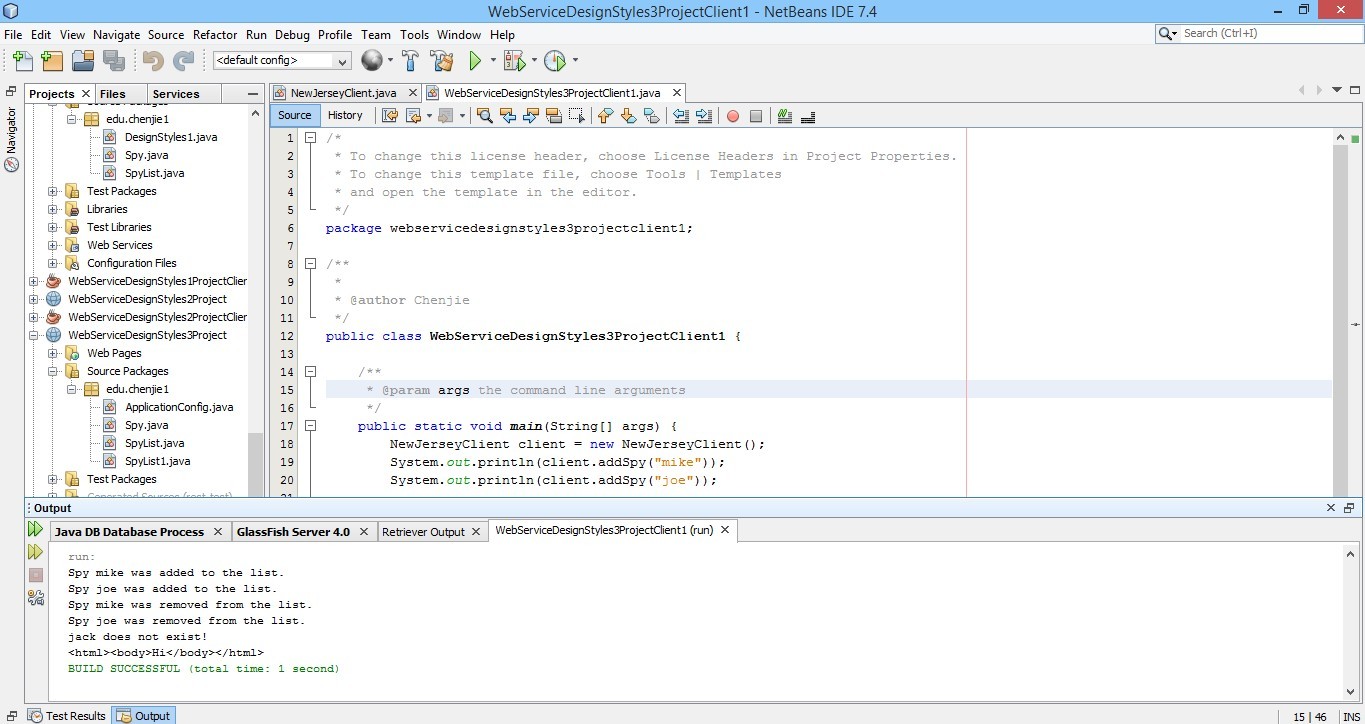 WebServiceDesignStyles3ProjectClient1 - NetBeans IDE 7.4
File Edit View Navigate Source Refactor Run Debug Profile Team Tools Window Help
Search (Ctrl+I)
<default config>
Projects Files Services
Navigator
edu.chenjie1
DesignStyles1.java
Spy.java
SpyList.java
Test Packages
Libraries
Test Libraries
Web Services
Configuration Files
WebServiceDesignStyles1ProjectClier
WebServiceDesignStyles2Project
WebServiceDesignStyles2ProjectClier
WebServiceDesignStyles3Project
Web Pages
Source Packages
edu.chenjie1
ApplicationConfig.java
Spy.java
SpyList.java
SpyList1.java
Test Packages
NewJerseyClient.java WebServiceDesignStyles3ProjectClient1.java
Source History
1 /*
2 * To change this license header, choose License Headers in Project Properties.
3 * To change this template file, choose Tools | Templates
4 * and open the template in the editor.
5 */
6 package webservicedesignstyles3projectclient1;
7
8 /**
9 *
10 * @author Chenjie
11 */
12 public class WebServiceDesignStyles3ProjectClient1 {
13
14 /**
15 * @param args the command line arguments
16 */
17 public static void main(String[] args) {
18 NewJerseyClient client = new NewJerseyClient();
19 System.out.println(client.addSpy("mike"));
20 System.out.println(client.addSpy("joe"));
Output
Java DB Database Process GlassFish Server 4.0 Retriever Output WebServiceDesignStyles3ProjectClient1 (run)
run:
Spy mike was added to the list.
Spy joe was added to the list.
Spy mike was removed from the list.
Spy joe was removed from the list.
jack does not exist!
<html><body>Hi</body></html>
BUILD SUCCESSFUL (total time: 1 second)
Test Results Output
15 | 46 INS